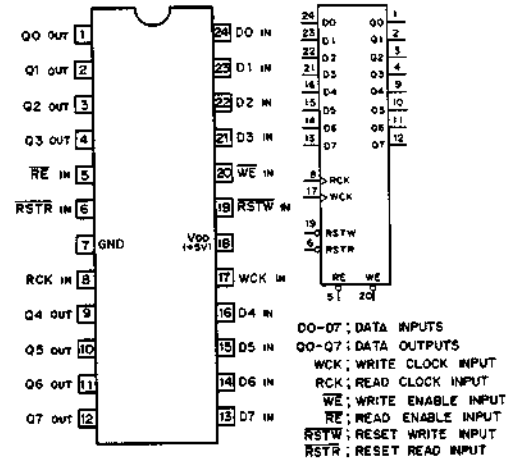 Q0 OUT 1
Q1 OUT 2
Q2 OUT 3
Q3 OUT 4
RE IN 5
RSTR IN 6
7 GND
RCK IN 8
Q4 OUT 9
Q5 OUT 10
Q6 OUT 11
Q7 OUT 12
24 D0 IN
23 D1 IN
22 D2 IN
21 D3 IN
20 WE IN
19 RSTW IN
VDD (+5V) 18
17 WCK IN
16 D4 IN
15 D5 IN
14 D6 IN
13 D7 IN
24 D0 Q0 1
23 D1 Q1 2
22 D2 Q2 3
21 D3 Q3 4
16 D4 Q4 9
15 D5 Q5 10
14 D6 Q6 11
13 D7 Q7 12
8 RCK
17 WCK
19 RSTW
6 RSTR
RE WE
5 20
D0-D7 ; DATA INPUTS
Q0-Q7 ; DATA OUTPUTS
WCK ; WRITE CLOCK INPUT
RCK ; READ CLOCK INPUT
WE ; WRITE ENABLE INPUT
RE ; READ ENABLE INPUT
RSTW ; RESET WRITE INPUT
RSTR ; RESET READ INPUT